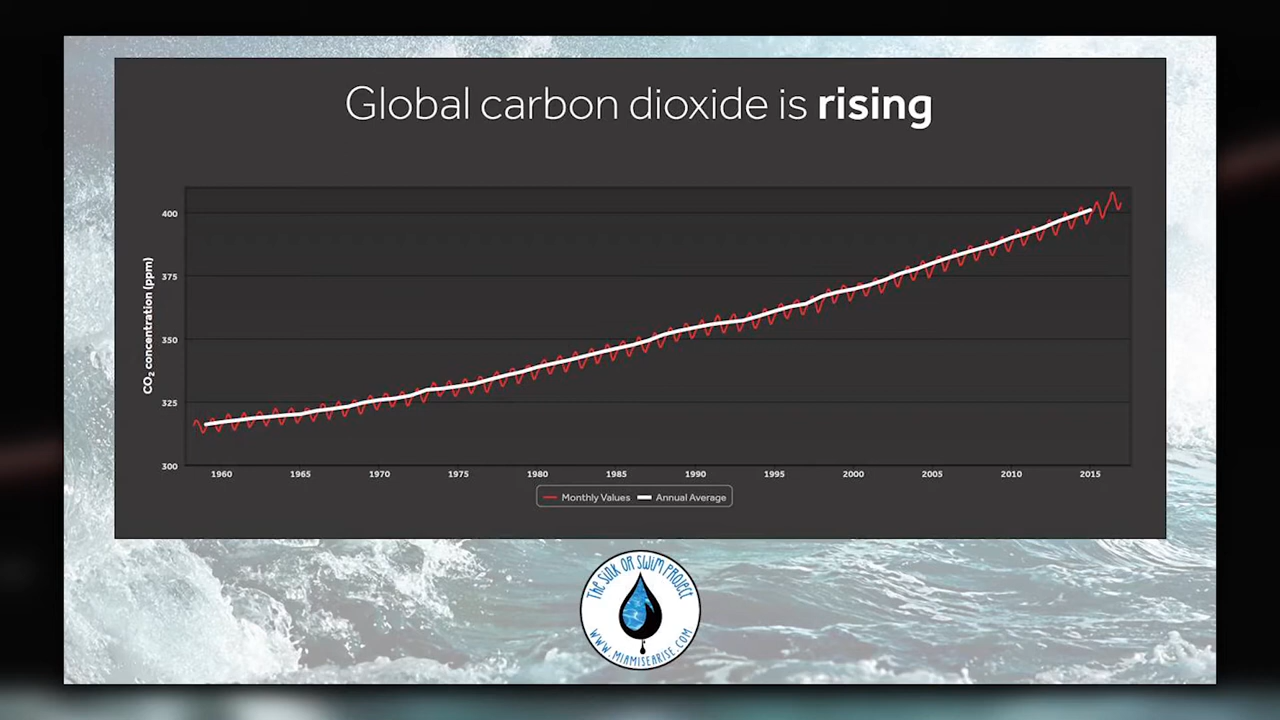 Global carbon dioxide is rising
CO₂ concentration (ppm)
400
375
350
325
300
1960 1965 1970 1975 1980 1985 1990 1995 2000 2005 2010 2015
Monthly Values Annual Average
The SINK OR SWIM PROJECT
WWW.MIAMISEARISE.COM